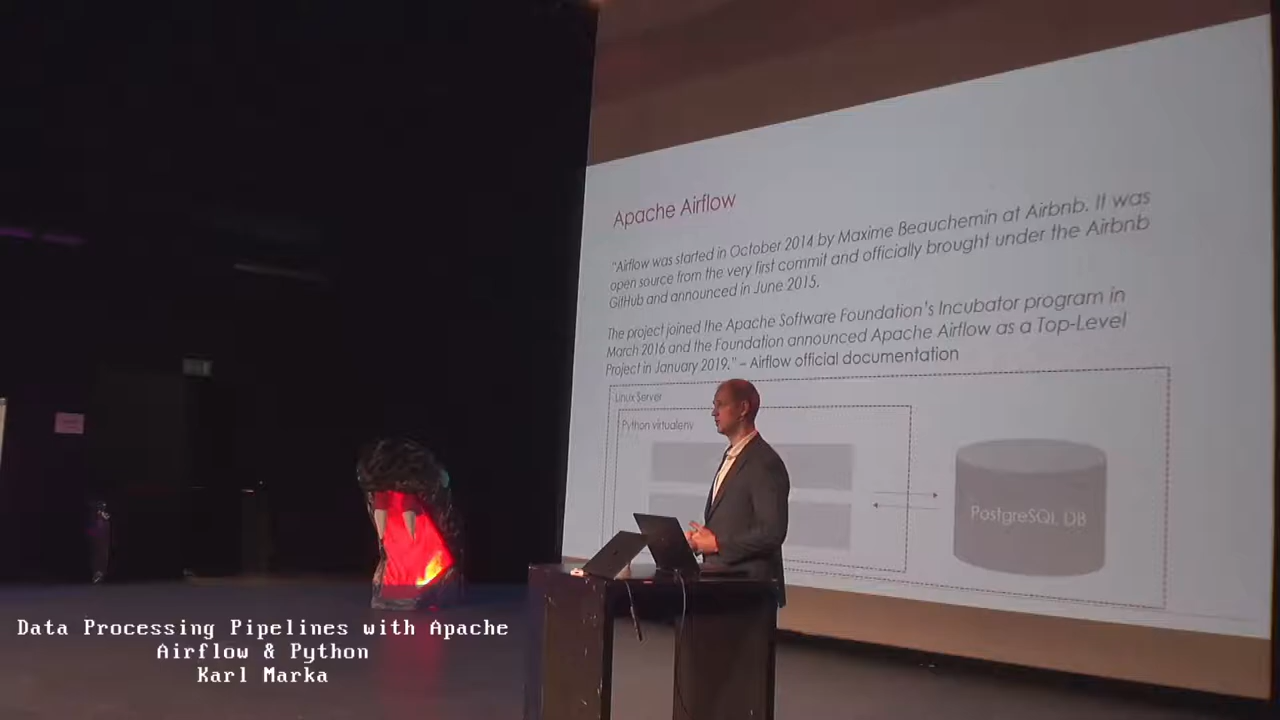 Apache Airflow
"Airflow was started in October 2014 by Maxime Beauchemin at Airbnb. It was
open source from the very first commit and officially brought under the Airbnb
GitHub and announced in June 2015.
The project joined the Apache Software Foundation's Incubator program in
March 2016 and the Foundation announced Apache Airflow as a Top-Level
Project in January 2019." – Airflow official documentation
Linux Server
Python virtualenv
PostgreSQL DB
Data Processing Pipelines with Apache
Airflow & Python
Karl Marka